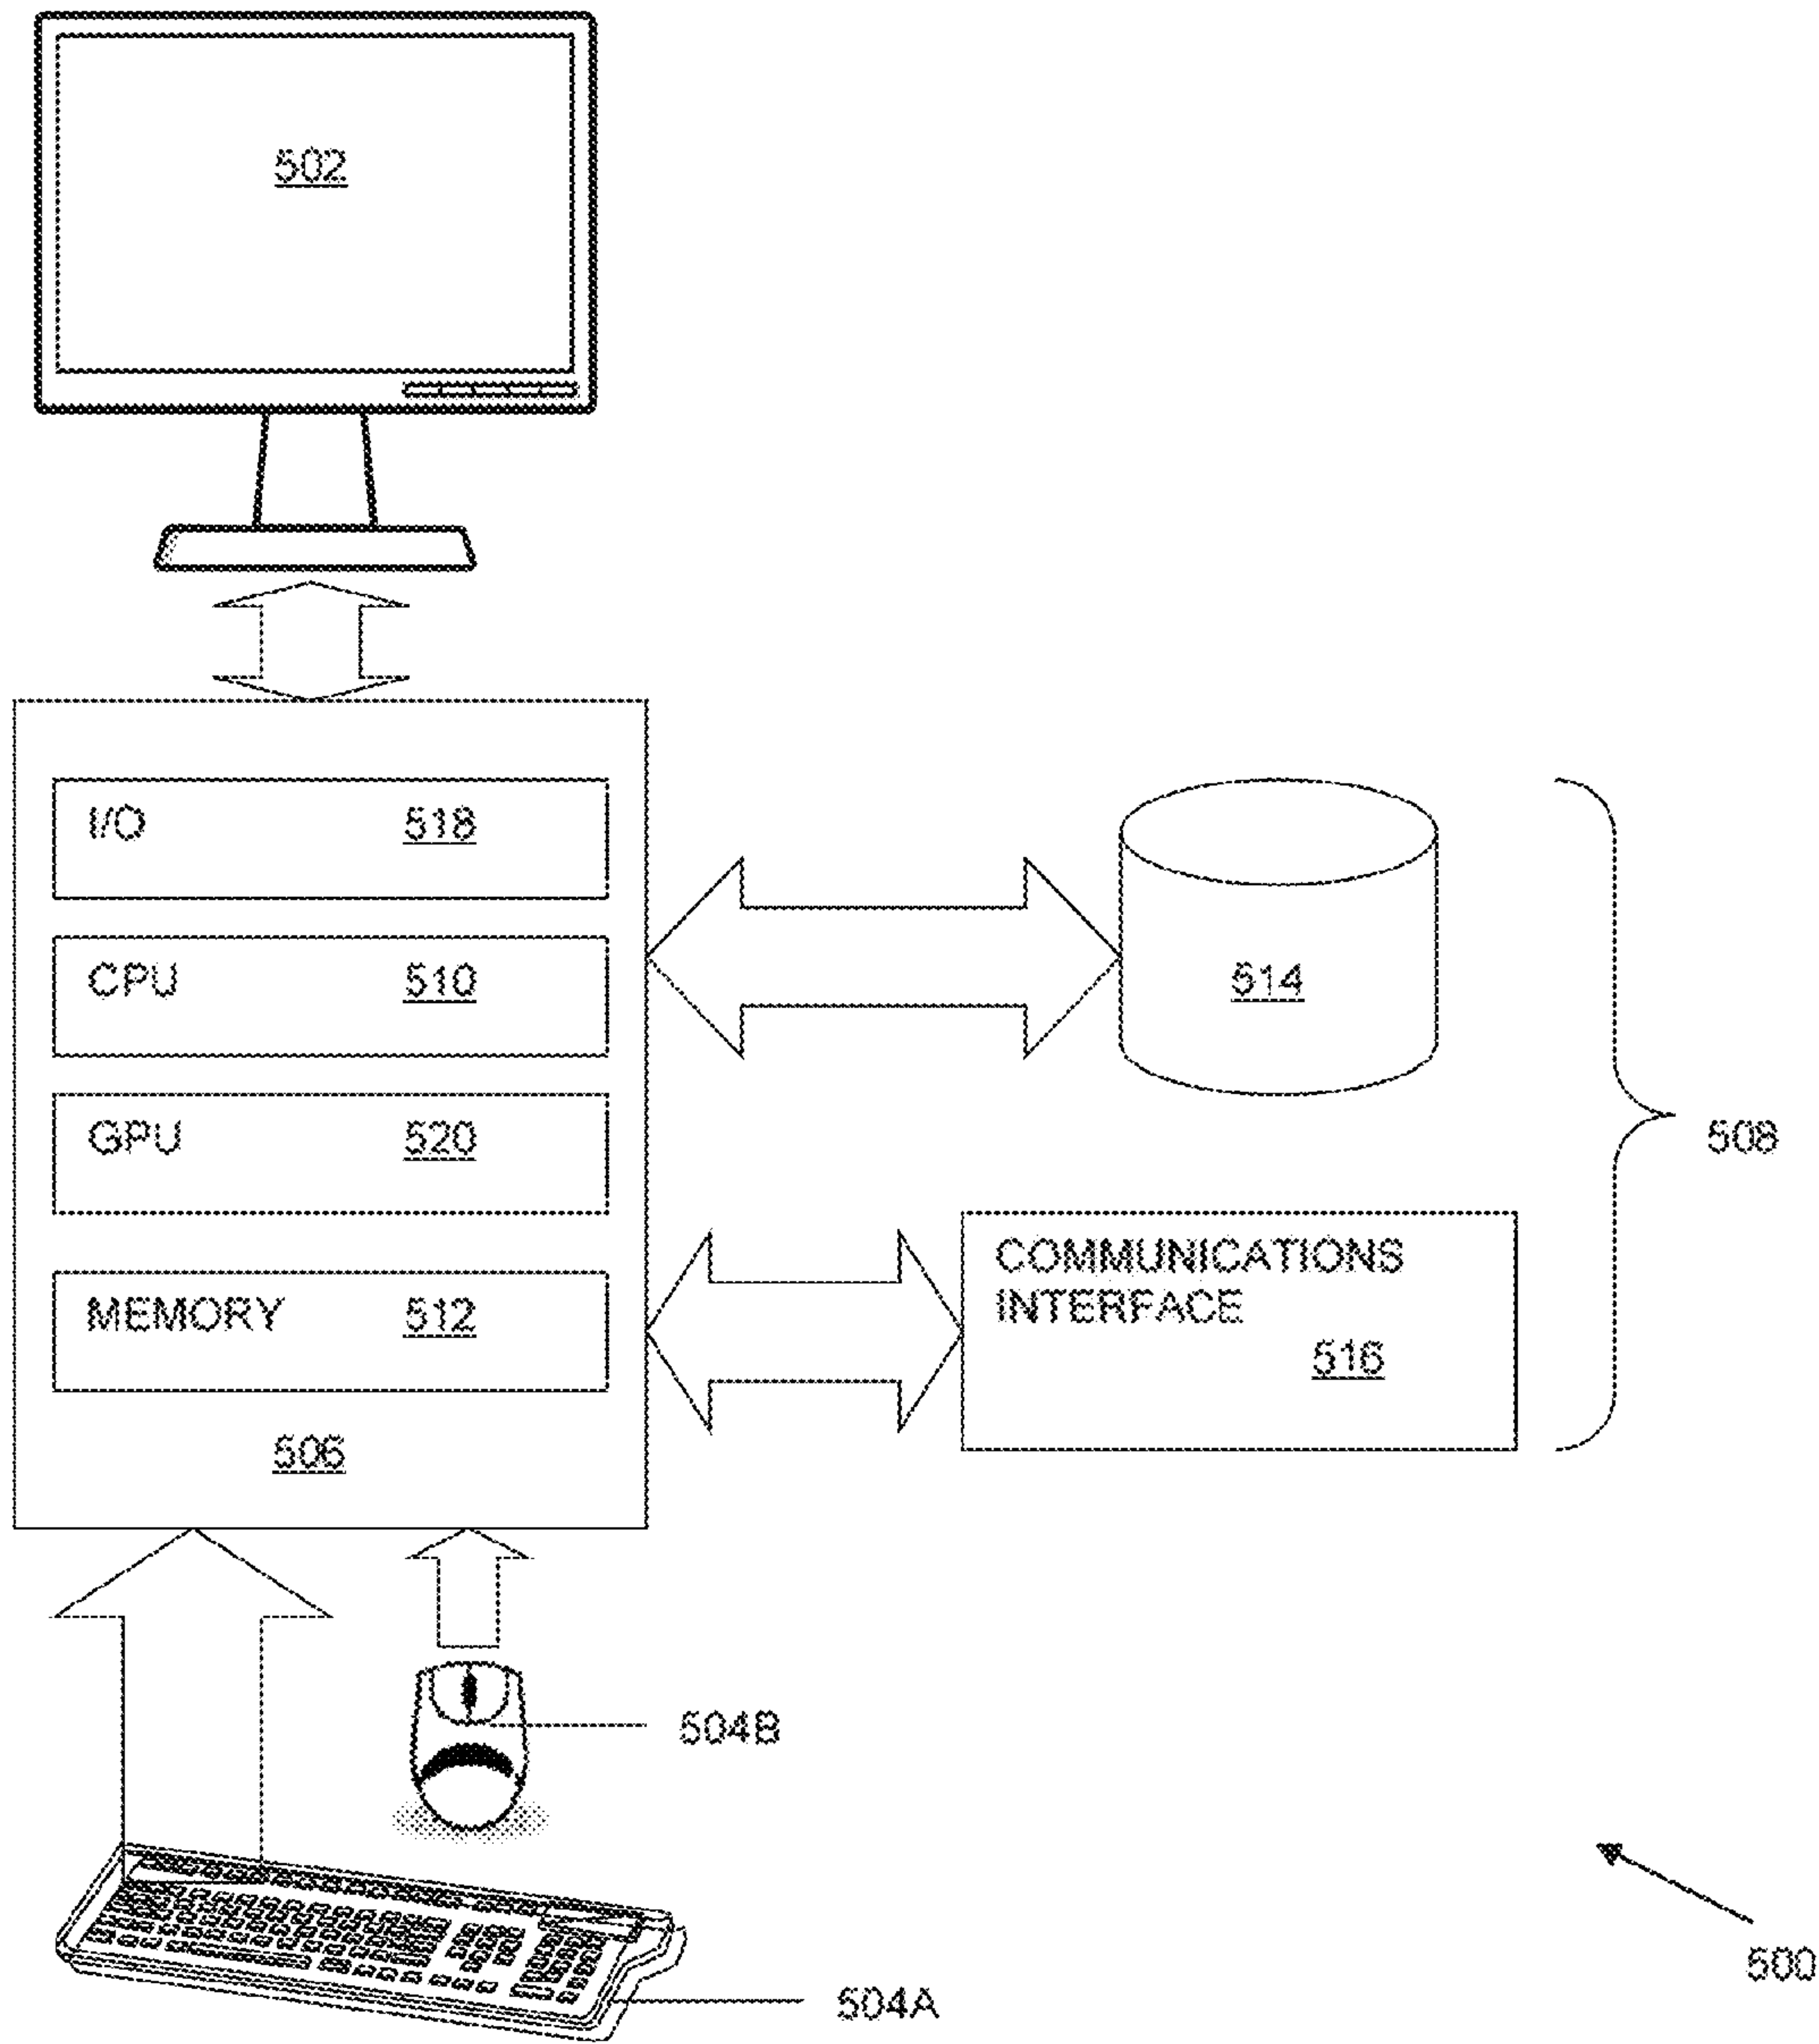 502
I/O 518
CPU 510
514
GPU 520
508
COMMUNICATIONS
INTERFACE
516
MEMORY 512
506
504B
500
504A